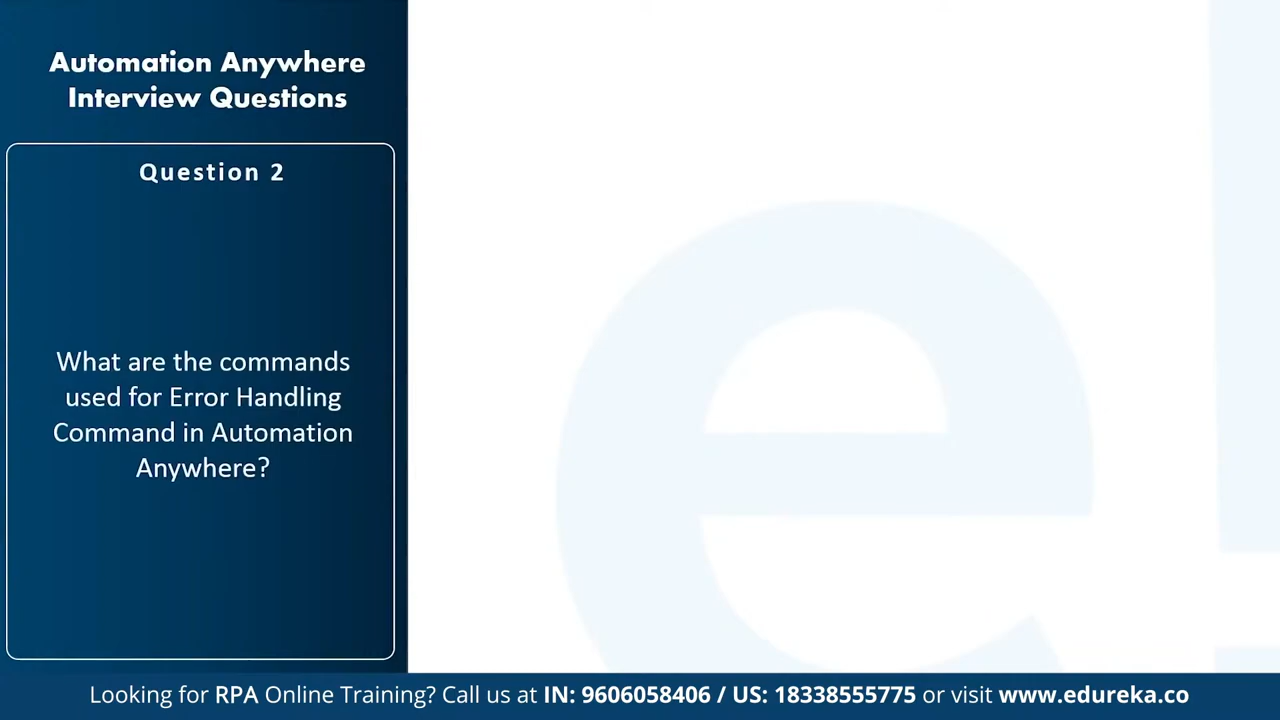 Automation Anywhere
Interview Questions
Question 2
What are the commands
used for Error Handling
Command in Automation
Anywhere?
Looking for RPA Online Training? Call us at IN: 9606058406 / US: 18338555775 or visit www.edureka.co